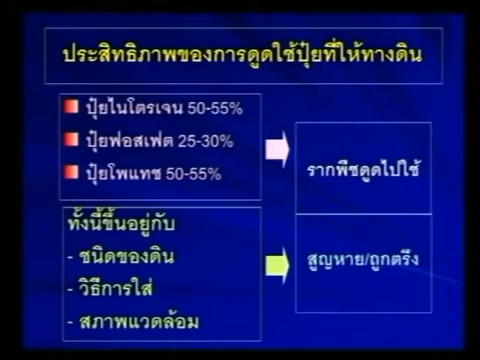 ประสิทธิภาพของการดูดใช้ปุ๋ยที่ให้ทางดิน
ปุ๋ยไนโตรเจน 50-55%
ปุ๋ยฟอสเฟต 25-30%
ปุ๋ยโพแทช 50-55%
รากพืชดูดไปใช้
ทั้งนี้ขึ้นอยู่กับ
- ชนิดของดิน
- วิธีการใส่
- สภาพแวดล้อม
สูญหาย/ถูกตรึง